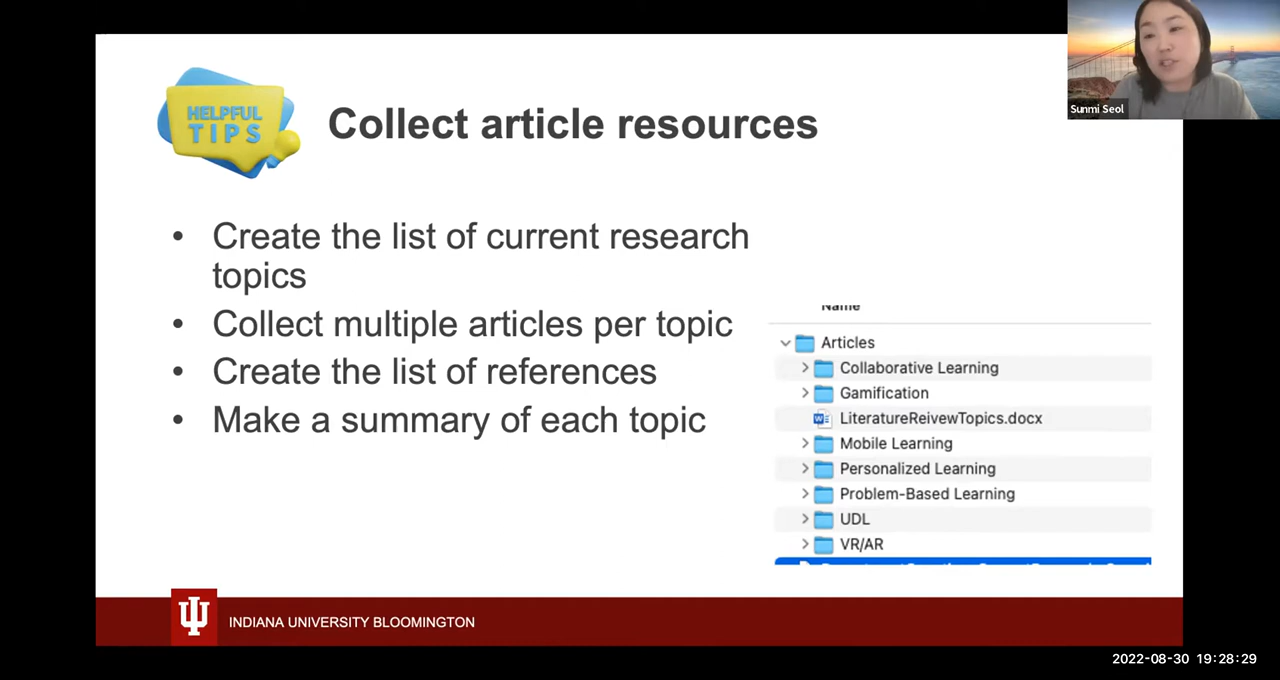 Sunmi Seol
HELPFUL
TIPS
Collect article resources
• Create the list of current research
topics
• Collect multiple articles per topic
• Create the list of references
• Make a summary of each topic
Name
Articles
Collaborative Learning
Gamification
LiteratureReivewTopics.docx
Mobile Learning
Personalized Learning
Problem-Based Learning
UDL
VR/AR
INDIANA UNIVERSITY BLOOMINGTON
2022-08-30 19:28:29